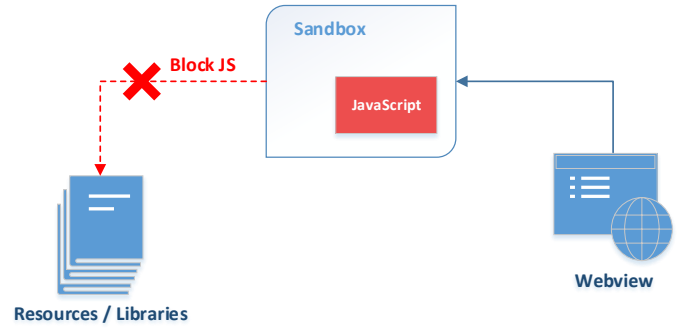 Sandbox
Block JS
JavaScript
Webview
Resources / Libraries